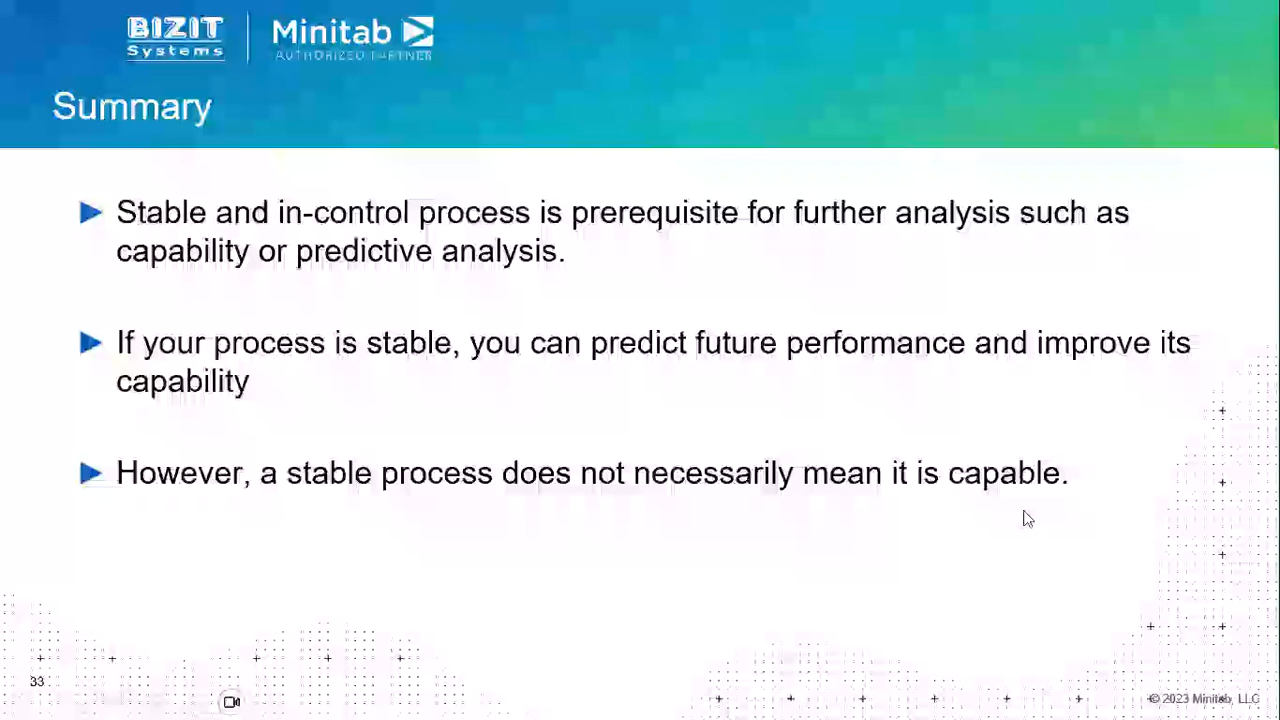 BIZIT
Systems
Minitab
AUTHORIZED PARTNER
Summary
Stable and in-control process is prerequisite for further analysis such as
capability or predictive analysis.
If your process is stable, you can predict future performance and improve its
capability
However, a stable process does not necessarily mean it is capable.
33
© 2023 Minitab, LLC